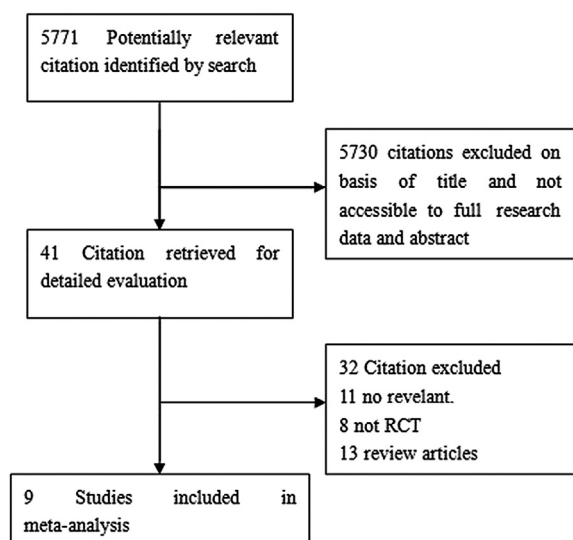 5771 Potentially relevant
citation identified by search
5730 citations excluded on
basis of title and not
accessible to full research
data and abstract
41 Citation retrieved for
detailed evaluation
32 Citation excluded
11 no revelant.
8 not RCT
13 review articles
9 Studies included in
meta-analysis